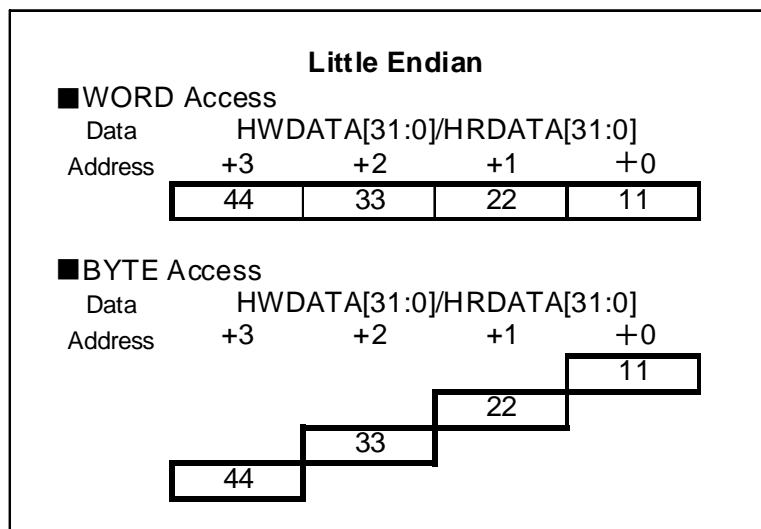 Little Endian
■WORD Access
Data HWDATA[31:0]/HRDATA[31:0]
Address +3 +2 +1 +0
44 33 22 11
■BYTE Access
Data HWDATA[31:0]/HRDATA[31:0]
Address +3 +2 +1 +0
11
22
33
44